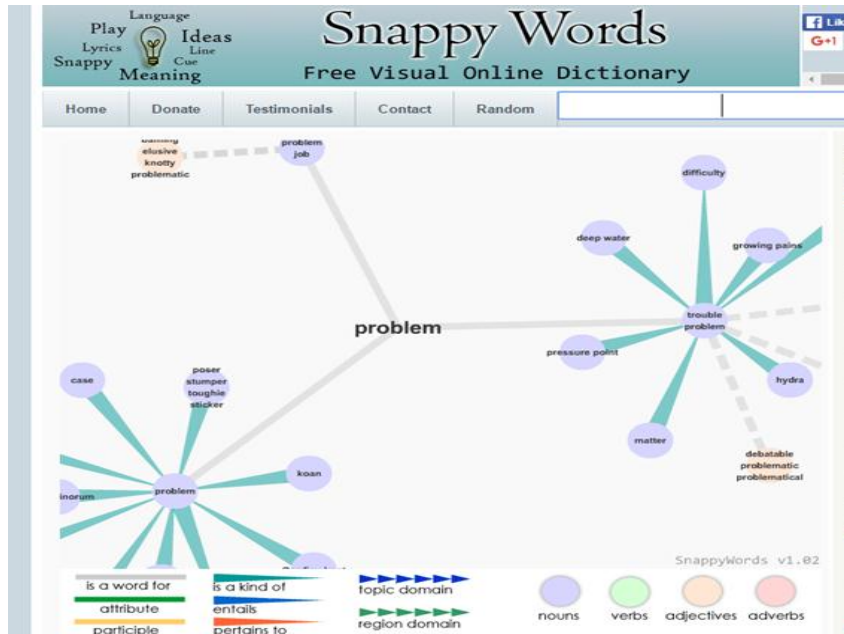 Language
Play
Ideas
Lyrics
Line
Snappy
Cue
Meaning
Snappy Words
Free Visual Online Dictionary
Lik
G+1
Home
Donate
Testimonials
Contact
Random
elusive
knotty
problematic
problem
job
difficulty
deep water
growing pains
trouble
problem
problem
pressure point
hydra
case
poser
stumper
toughie
sticker
matter
debatable
problematic
problematical
koan
problem
inorum
SnappyWords v1.02
is a word for
is a kind of
topic domain
attribute
entails
region domain
participle
pertains to
nouns
verbs
adjectives
adverbs